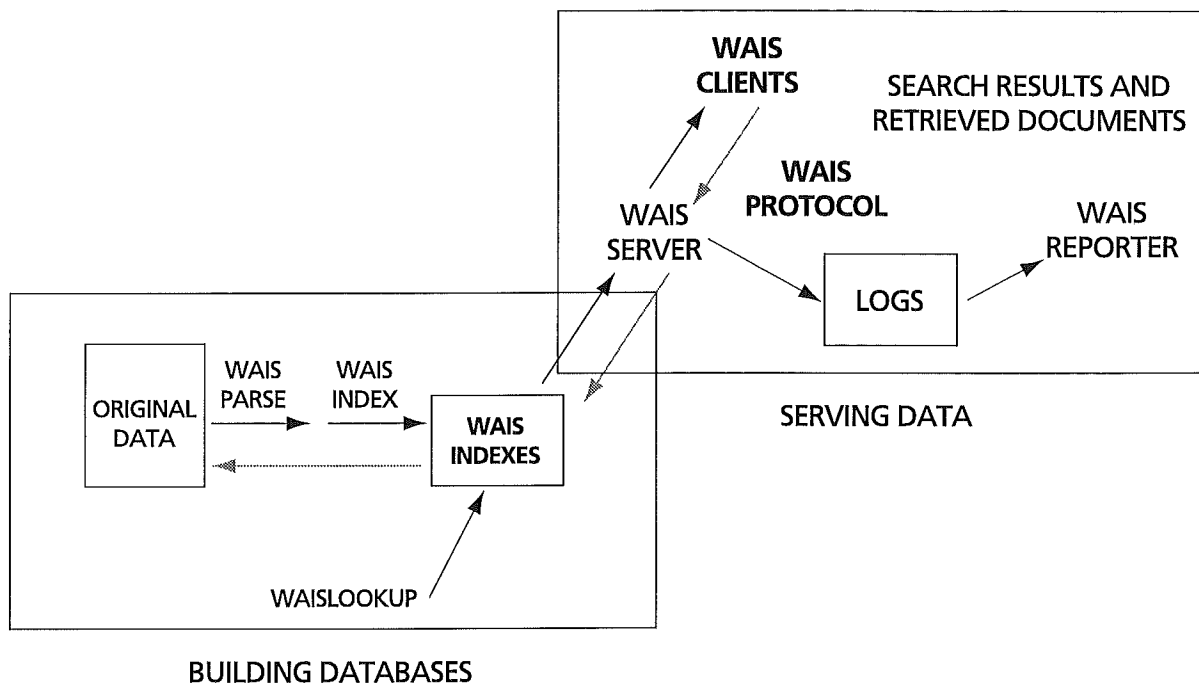 WAIS
CLIENTS
SEARCH RESULTS AND
RETRIEVED DOCUMENTS
WAIS
PROTOCOL
WAIS
SERVER
WAIS
REPORTER
LOGS
SERVING DATA
ORIGINAL
DATA
WAIS
PARSE
WAIS
INDEX
WAIS
INDEXES
WAISLOOKUP
BUILDING DATABASES